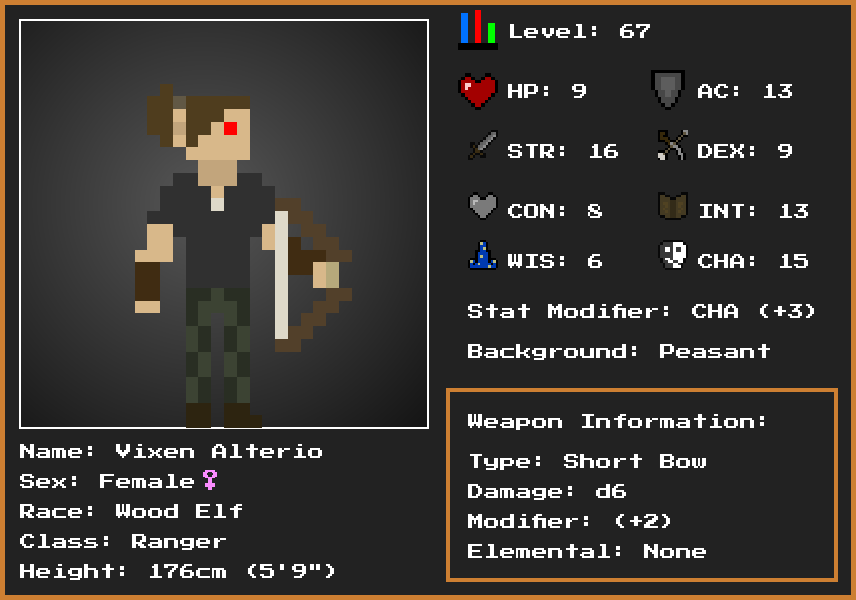 Level: 67
HP: 9
AC: 13
STR: 16
DEX: 9
CON: 8
INT: 13
WIS: 6
CHA: 15
Stat Modifier: CHA (+3)
Background: Peasant
Weapon Information:
Type: Short Bow
Damage: d6
Modifier: (+2)
Elemental: None
Name: Vixen Alterio
Sex: Female♀
Race: Wood Elf
Class: Ranger
Height: 176cm (5'9")